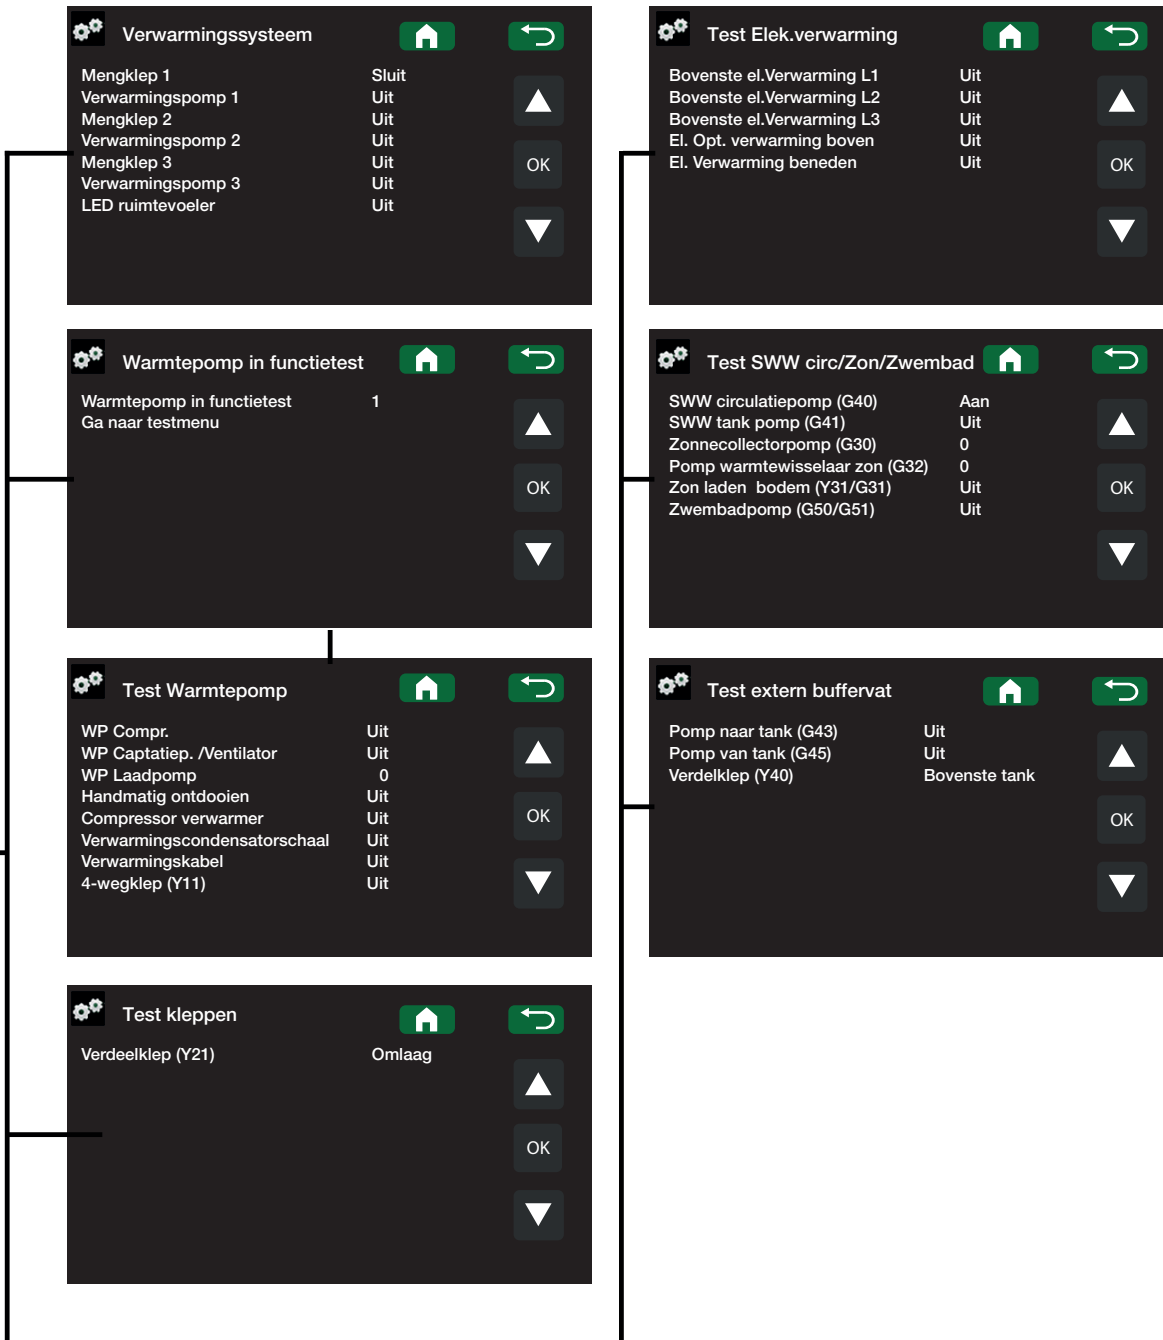 Verwarmingssysteem
Mengklep 1 Sluit
Verwarmingspomp 1 Uit
Mengklep 2 Uit
Verwarmingspomp 2 Uit
Mengklep 3 Uit
Verwarmingspomp 3 Uit
LED ruimtevoeler Uit
OK
Warmtepomp in functietest
Warmtepomp in functietest 1
Ga naar testmenu
OK
Test Warmtepomp
WP Compr. Uit
WP Captatiep. /Ventilator Uit
WP Laadpomp 0
Handmatig ontdooien Uit
Compressor verwarmer Uit
Verwarmingscondensatorschaal Uit
Verwarmingskabel Uit
4-wegklep (Y11) Uit
OK
Test kleppen
Verdeelklep (Y21) Omlaag
OK
Test Elek.verwarming
Bovenste el.Verwarming L1 Uit
Bovenste el.Verwarming L2 Uit
Bovenste el.Verwarming L3 Uit
El. Opt. verwarming boven Uit
El. Verwarming beneden Uit
OK
Test SWW circ/Zon/Zwembad
SWW circulatiepomp (G40) Aan
SWW tank pomp (G41) Uit
Zonnecollectorpomp (G30) 0
Pomp warmtewisselaar zon (G32) 0
Zon laden bodem (Y31/G31) Uit
Zwembadpomp (G50/G51) Uit
OK
Test extern buffervat
Pomp naar tank (G43) Uit
Pomp van tank (G45) Uit
Verdelklep (Y40) Bovenste tank
OK